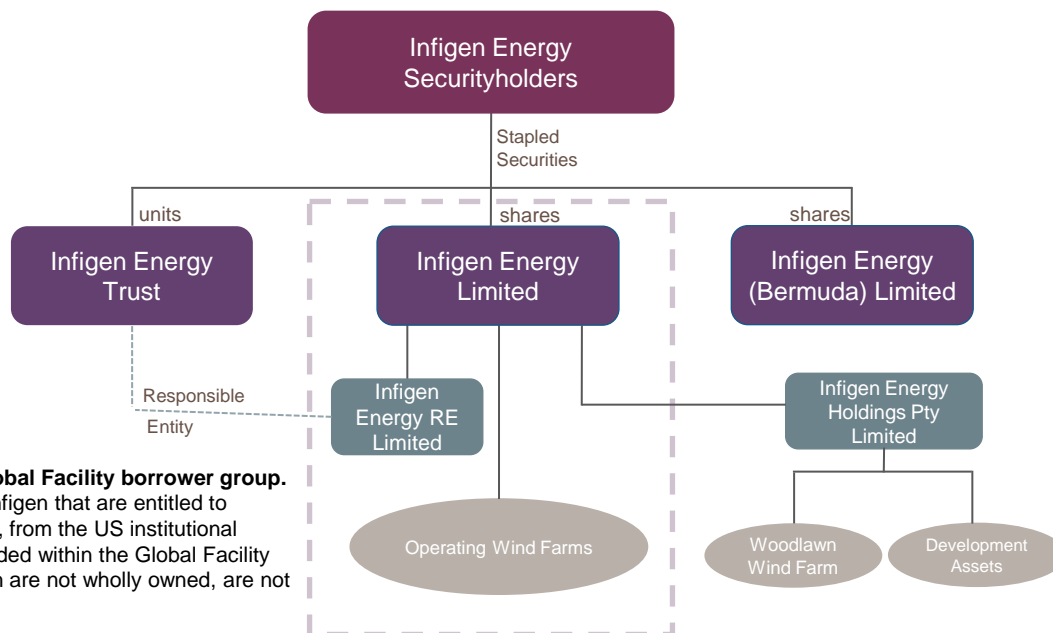 Infigen Energy
Securityholders
Stapled
Securities
units
shares
shares
Infigen Energy
Trust
Infigen Energy
Limited
Infigen Energy
(Bermuda) Limited
Responsible
Entity
Infigen
Energy RE
Limited
Infigen Energy
Holdings Pty
Limited
Facility borrower group.
that are entitled to
, from the US institutional
within the Global Facility
are not wholly owned, are not
Operating Wind Farms
Woodlawn
Wind Farm
Development
Assets